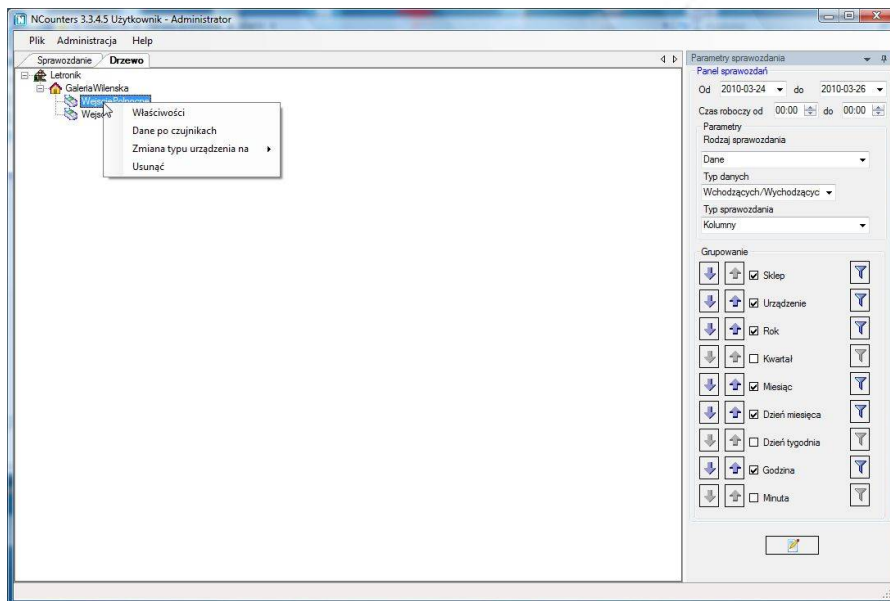 NCounters 3.3.4.5 Użytkownik - Administrator
Plik Administracja Help
Sprawozdanie Drzewo
Letronik
GaleriaWilenska
WejsciePolnocne
Wejsc
Właściwości
Dane po czujnikach
Zmiana typu urządzenia na
Usunąć
Parametry sprawozdania
Panel sprawozdań
Od 2010-03-24 do 2010-03-26
Czas roboczy od 00:00 do 00:00
Parametry
Rodzaj sprawozdania
Dane
Typ danych
Wchodzących/Wychodzącyc
Typ sprawozdania
Kolumny
Grupowanie
Sklep
Urządzenie
Rok
Kwartał
Miesiąc
Dzień miesięca
Dzień tygodnia
Godzina
Minuta